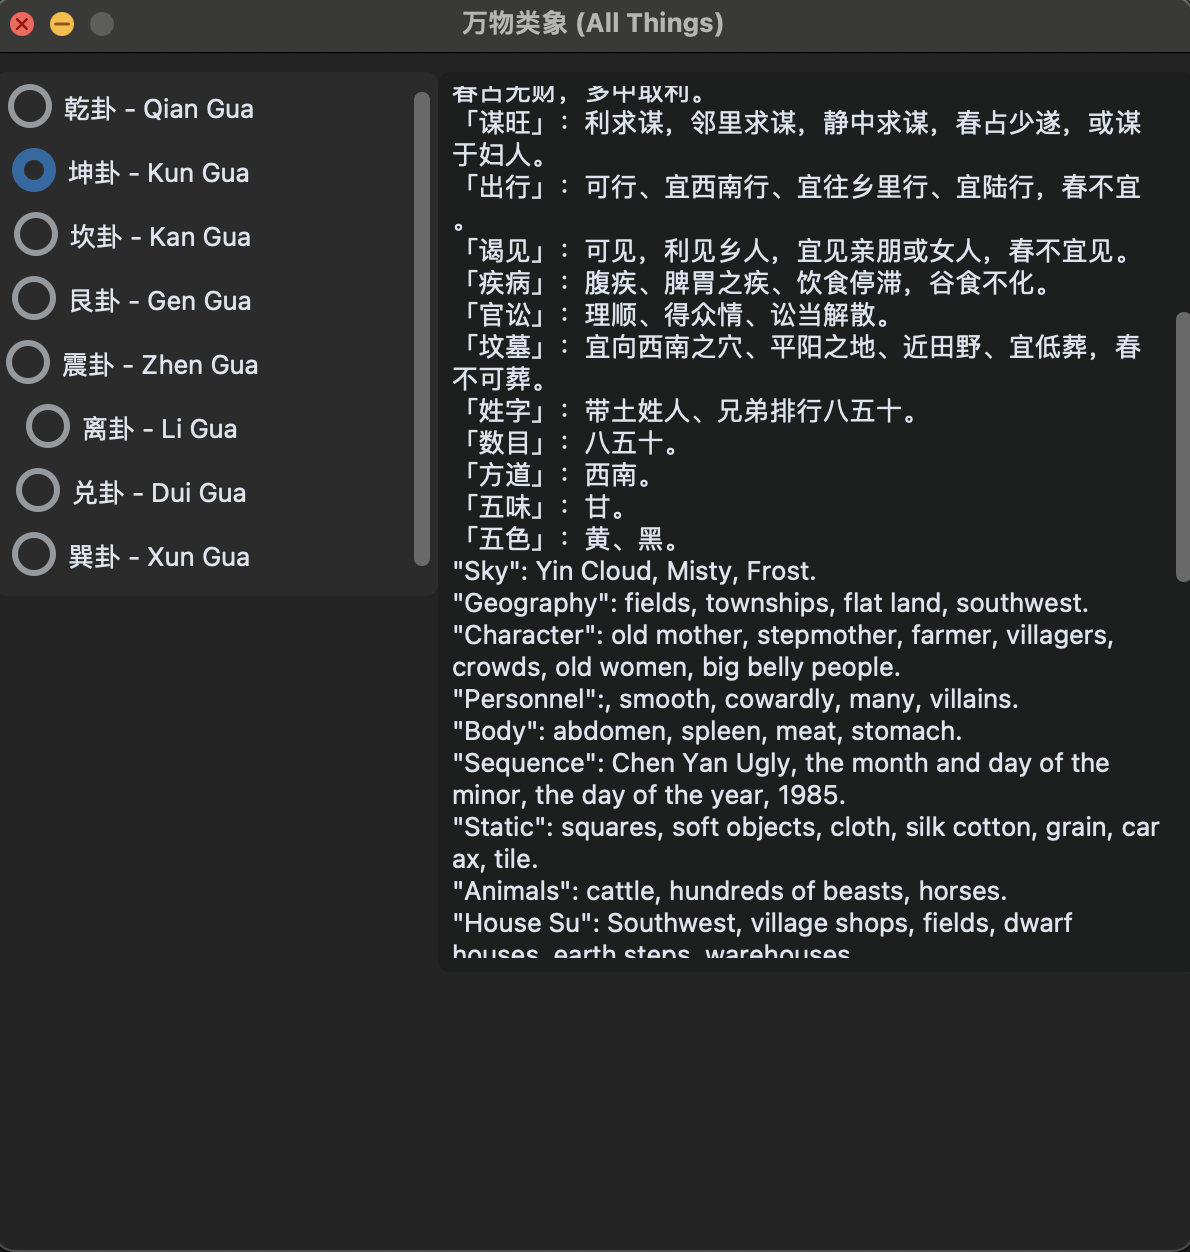 万物类象 (All Things)
乾卦 - Qian Gua
坤卦 - Kun Gua
坎卦 - Kan Gua
艮卦 - Gen Gua
震卦 - Zhen Gua
离卦 - Li Gua
兑卦 - Dui Gua
巽卦 - Xun Gua
春占无财，多中取利。
「谋旺」：利求谋，邻里求谋，静中求谋，春占少遂，或谋
于妇人。
「出行」：可行、宜西南行、宜往乡里行、宜陆行，春不宜
。
「谒见」：可见，利见乡人，宜见亲朋或女人，春不宜见。
「疾病」：腹疾、脾胃之疾、饮食停滞，谷食不化。
「官讼」：理顺、得众情、讼当解散。
「坟墓」：宜向西南之穴、平阳之地、近田野、宜低葬，春
不可葬。
「姓字」：带土姓人、兄弟排行八五十。
「数目」：八五十。
「方道」：西南。
「五味」：甘。
「五色」：黄、黑。
"Sky": Yin Cloud, Misty, Frost.
"Geography": fields, townships, flat land, southwest.
"Character": old mother, stepmother, farmer, villagers,
crowds, old women, big belly people.
"Personnel":, smooth, cowardly, many, villains.
"Body": abdomen, spleen, meat, stomach.
"Sequence": Chen Yan Ugly, the month and day of the
minor, the day of the year, 1985.
"Static": squares, soft objects, cloth, silk cotton, grain, car
ax, tile.
"Animals": cattle, hundreds of beasts, horses.
"House Su": Southwest, village shops, fields, dwarf
houses, earth steps, warehouses